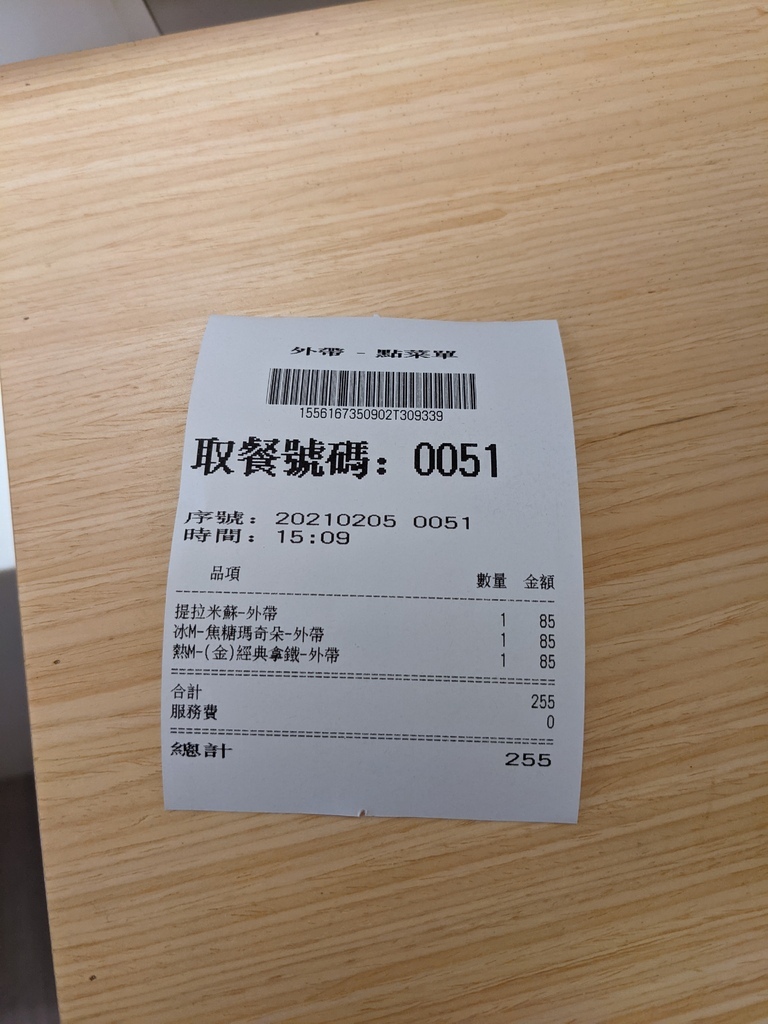 外帶 - 點菜單
1556167350902T309339
取餐號碼: 0051
序號: 20210205 0051
時間: 15:09
品項 數量 金額
提拉米蘇-外帶 1 85
冰M-焦糖瑪奇朵-外帶 1 85
熱M-(金)經典拿鐵-外帶 1 85
合計 255
服務費 0
總計 255